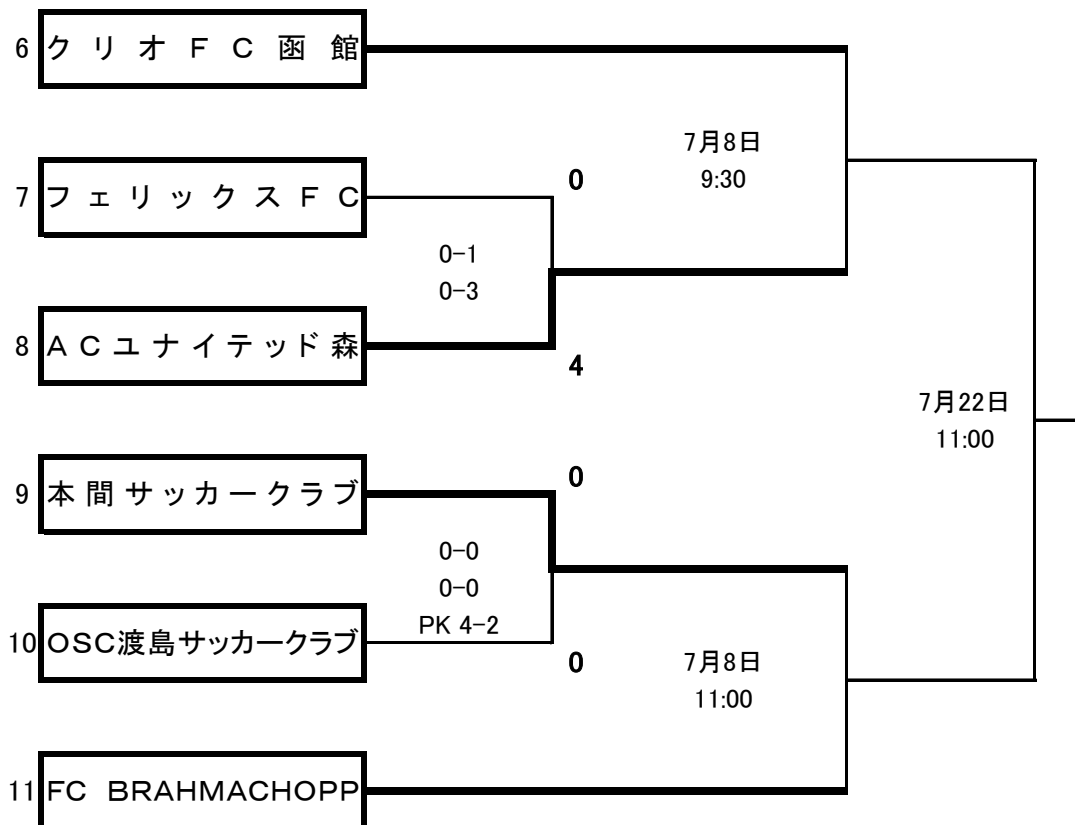 6 クリオFC函館
7月8日
9:30
0
7 フェリックスFC
0-1
0-3
8 ACユナイテッド森
4
7月22日
11:00
0
9 本間サッカークラブ
0-0
0-0
PK 4-2
10 OSC渡島サッカークラブ
0
7月8日
11:00
11 FC BRAHMACHOPP